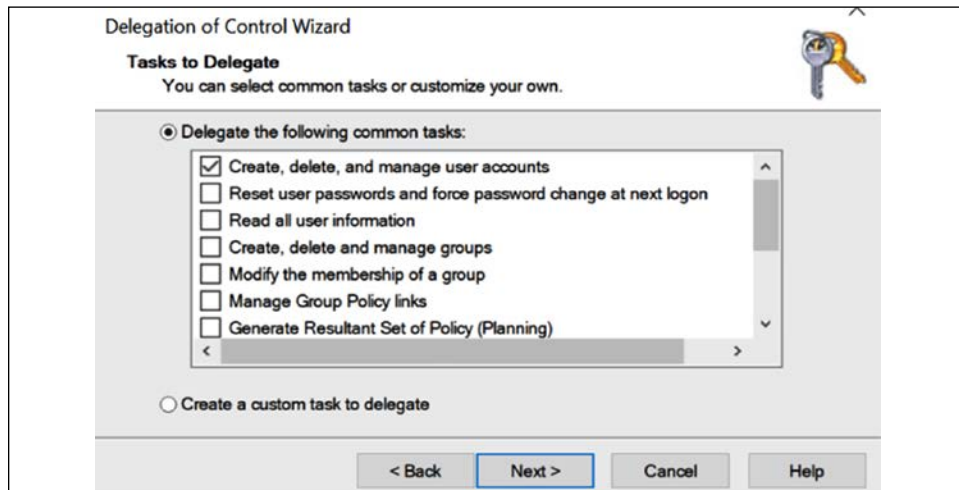 Delegation of Control Wizard
Tasks to Delegate
You can select common tasks or customize your own.
Delegate the following common tasks:
Create, delete, and manage user accounts
Reset user passwords and force password change at next logon
Read all user information
Create, delete and manage groups
Modify the membership of a group
Manage Group Policy links
Generate Resultant Set of Policy (Planning)
Create a custom task to delegate
< Back Next > Cancel Help